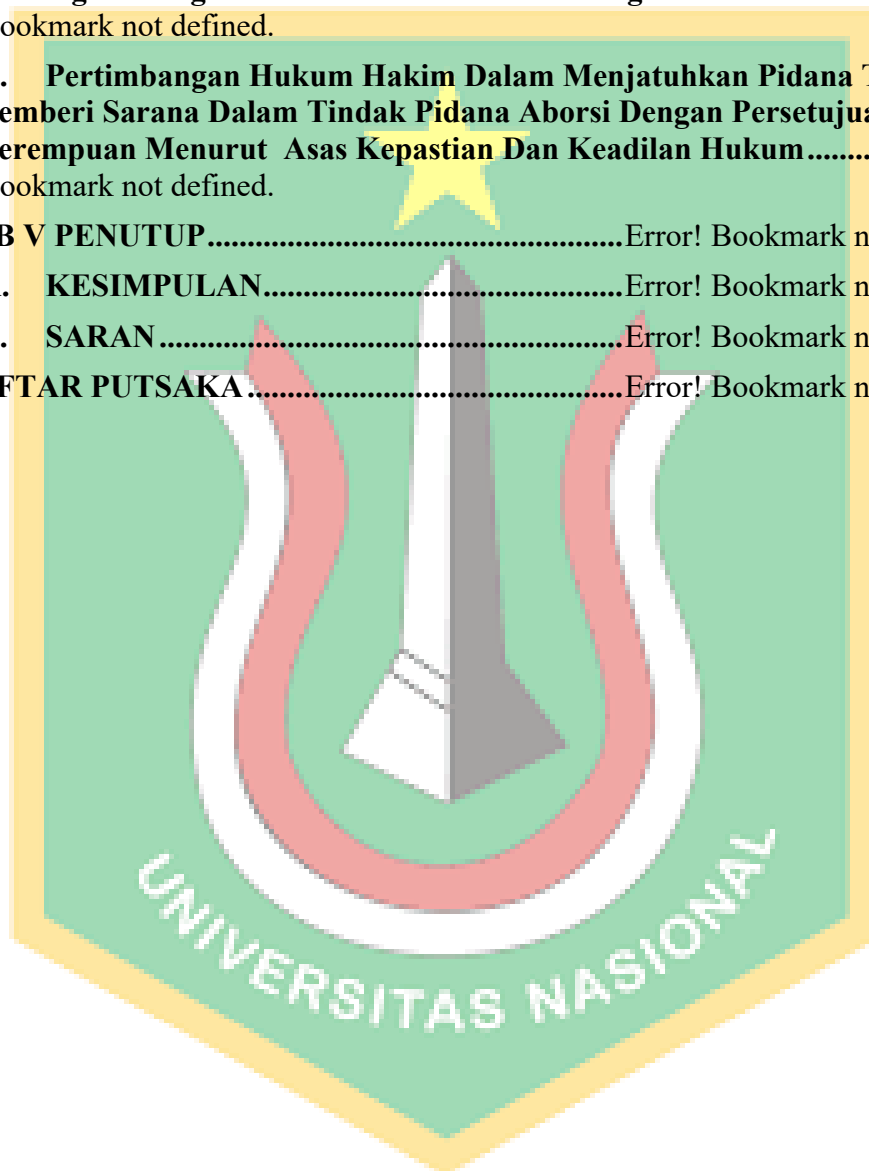 ookmark not defined.
. Pertimbangan Hukum Hakim Dalam Menjatuhkan Pidana T
emberi Sarana Dalam Tindak Pidana Aborsi Dengan Persetujua
erempuan Menurut Asas Kepastian Dan Keadilan Hukum.........
ookmark not defined.
B V PENUTUP......................................................Error! Bookmark n
. KESIMPULAN...............................................Error! Bookmark n
. SARAN............................................................Error! Bookmark n
FTAR PUTSAKA.................................................Error! Bookmark n
UNIVERSITAS NASIONAL